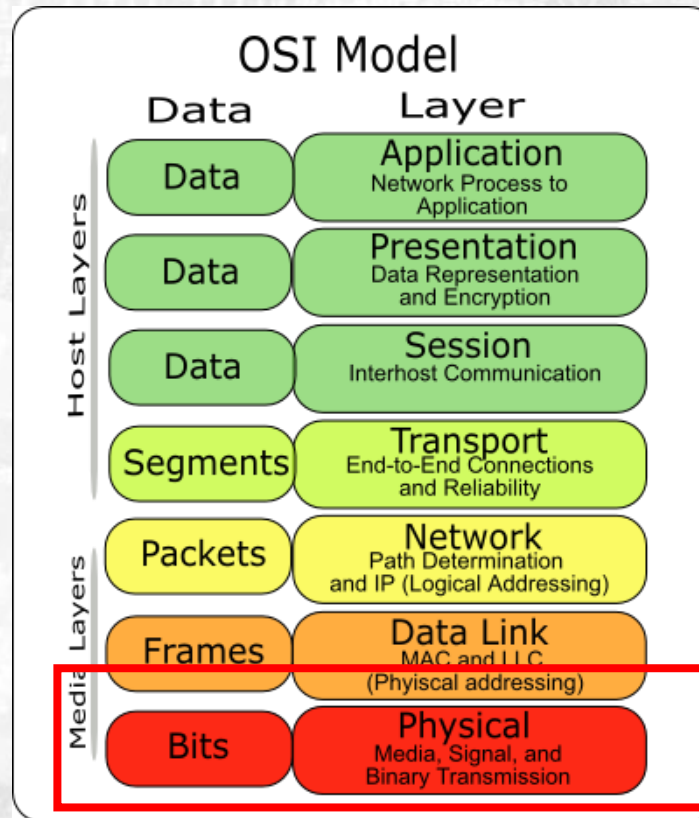 OSI Model
Data
Layer
Host Layers
Data
Application
Network Process to
Application
Data
Presentation
Data Representation
and Encryption
Data
Session
Interhost Communication
Segments
Transport
End-to-End Connections
and Reliability
Media Layers
Packets
Network
Path Determination
and IP (Logical Addressing)
Frames
Data Link
MAC and LLC
(Phyiscal addressing)
Bits
Physical
Media, Signal, and
Binary Transmission